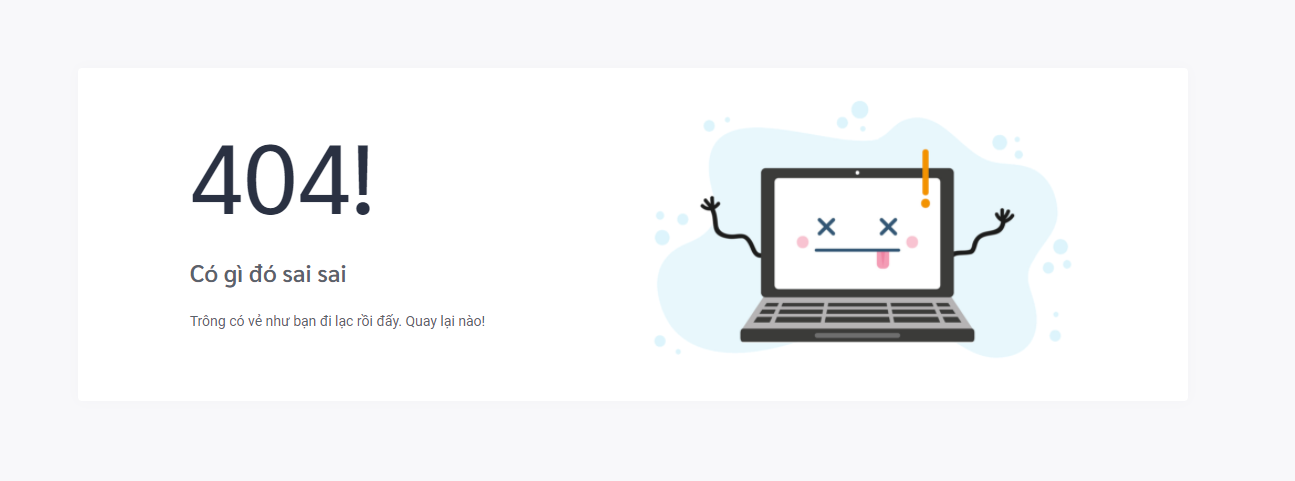 404!
Có gì đó sai sai
Trông có vẻ như bạn đi lạc rồi đấy. Quay lại nào!